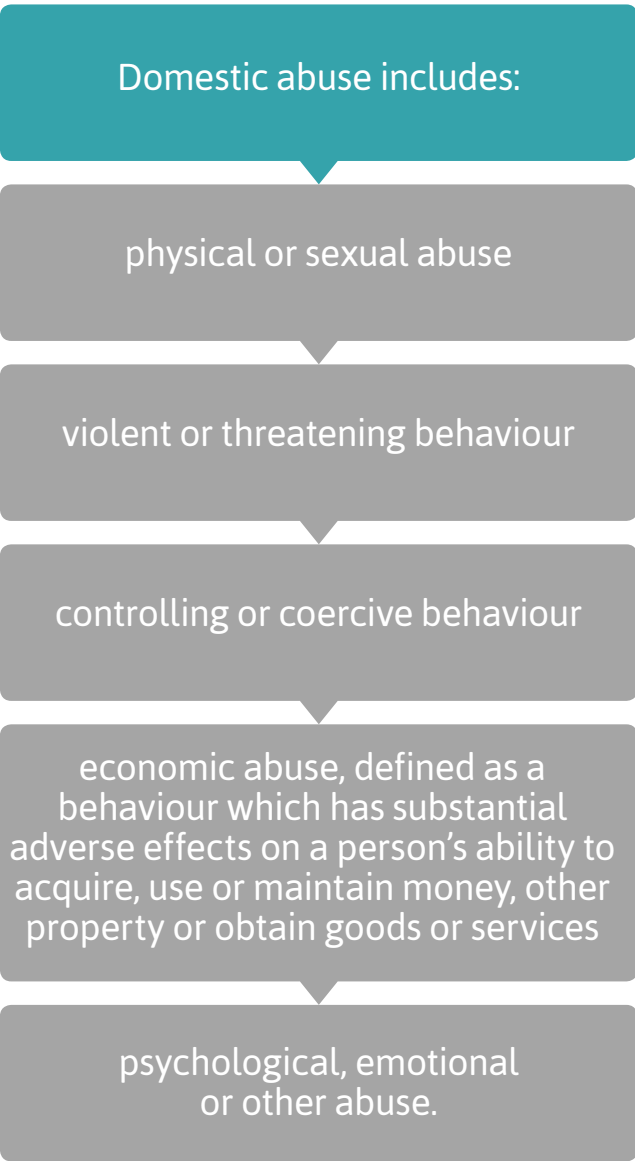 Domestic abuse includes:
physical or sexual abuse
violent or threatening behaviour
controlling or coercive behaviour
economic abuse, defined as a
behaviour which has substantial
adverse effects on a person’s ability to
acquire, use or maintain money, other
property or obtain goods or services
psychological, emotional
or other abuse.